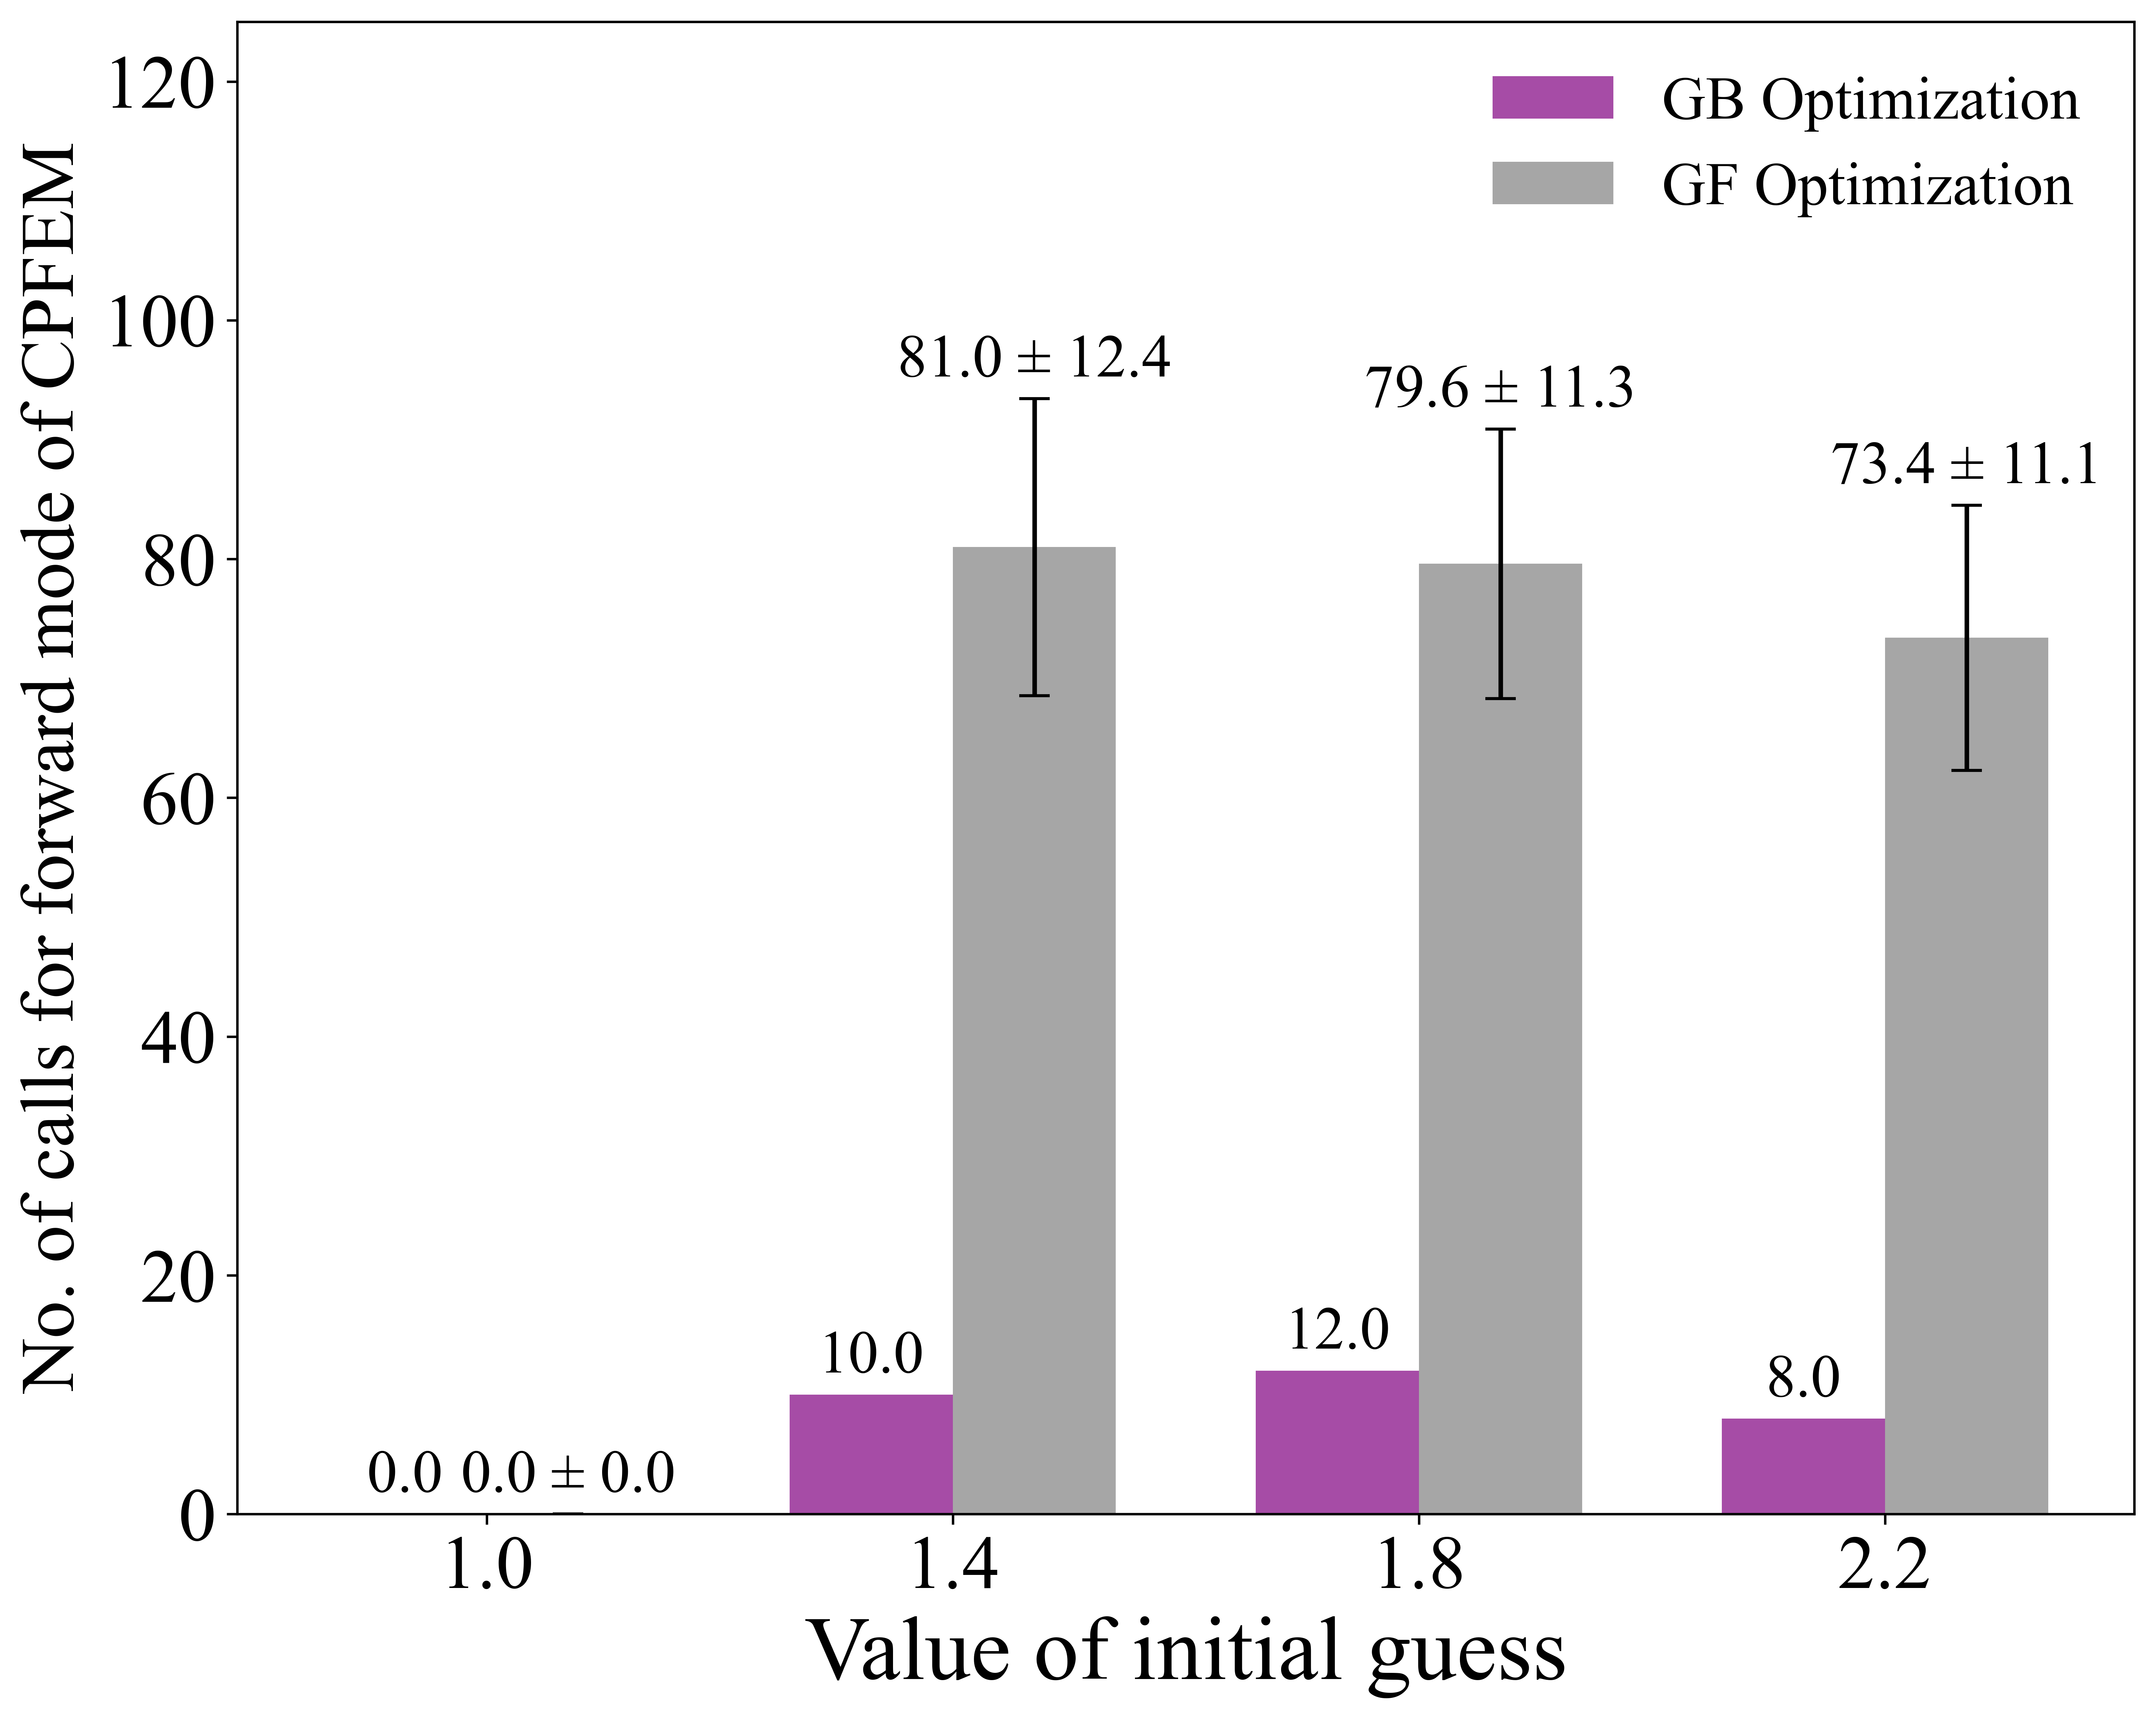 No. of calls for forward mode of CPFEM
120
100
80
60
40
20
0
GB Optimization
GF Optimization
81.0 ± 12.4
79.6 ± 11.3
73.4 ± 11.1
10.0
12.0
8.0
0.0 0.0 ± 0.0
1.0
1.4
1.8
2.2
Value of initial guess